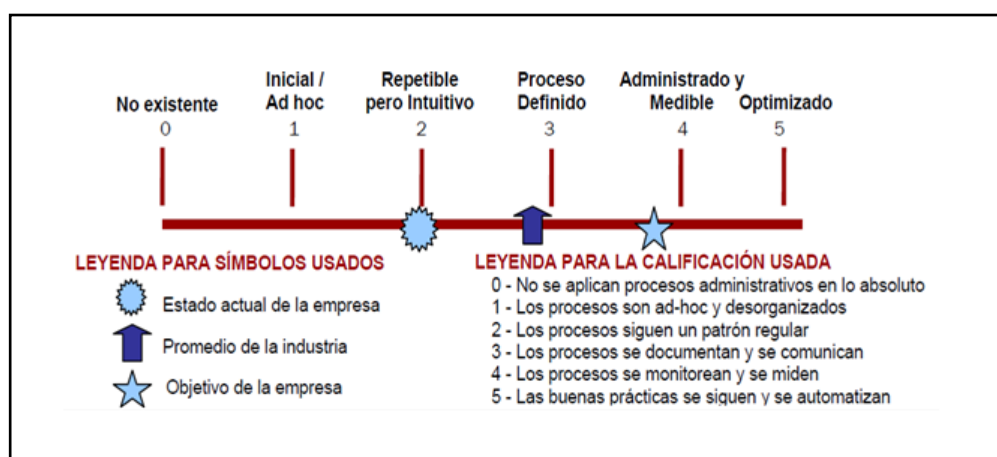 No existente
0
Inicial /
Ad hoc
1
Repetible
pero Intuitivo
2
Proceso
Definido
3
Administrado y
Medible
4
Optimizado
5
LEYENDA PARA SÍMBOLOS USADOS
Estado actual de la empresa
Promedio de la industria
Objetivo de la empresa
LEYENDA PARA LA CALIFICACIÓN USADA
0 - No se aplican procesos administrativos en lo absoluto
1 - Los procesos son ad-hoc y desorganizados
2 - Los procesos siguen un patrón regular
3 - Los procesos se documentan y se comunican
4 - Los procesos se monitorean y se miden
5 - Las buenas prácticas se siguen y se automatizan